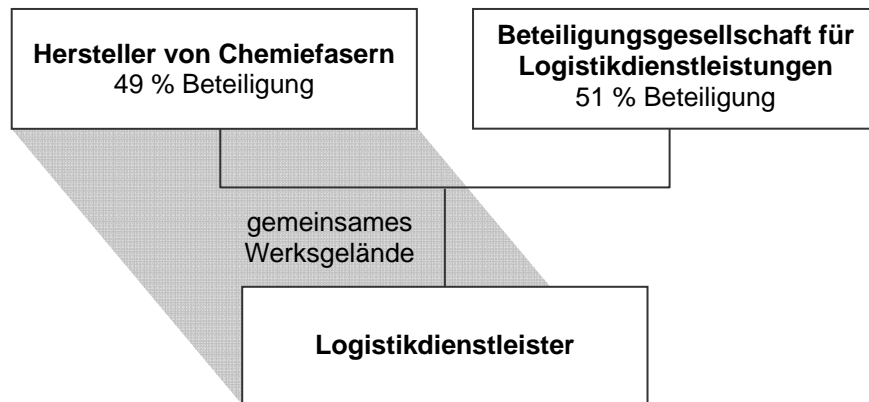 Hersteller von Chemiefasern
49 % Beteiligung
Beteiligungsgesellschaft für
Logistikdienstleistungen
51 % Beteiligung
gemeinsames
Werksgelände
Logistikdienstleister